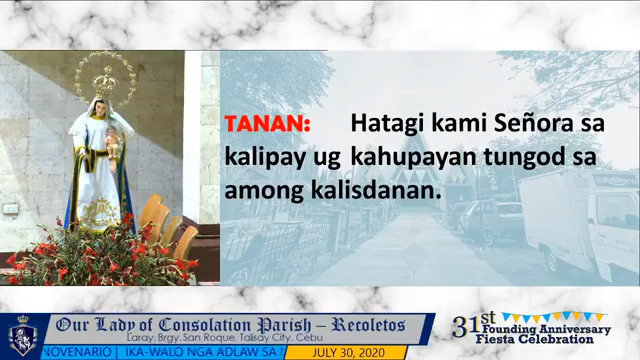 TANAN: Hatagi kami Señora sa
kalipay ug kahupayan tungod sa
among kalisdanan.
Our Lady of Consolation Parish – Recoletos
Laray, Brgy. San Roque, Talisay City, Cebu
31st Founding Anniversary
Fiesta Celebration
NOVENARIO | IKA-WALO NGA ADLAW SA
JULY 30, 2020